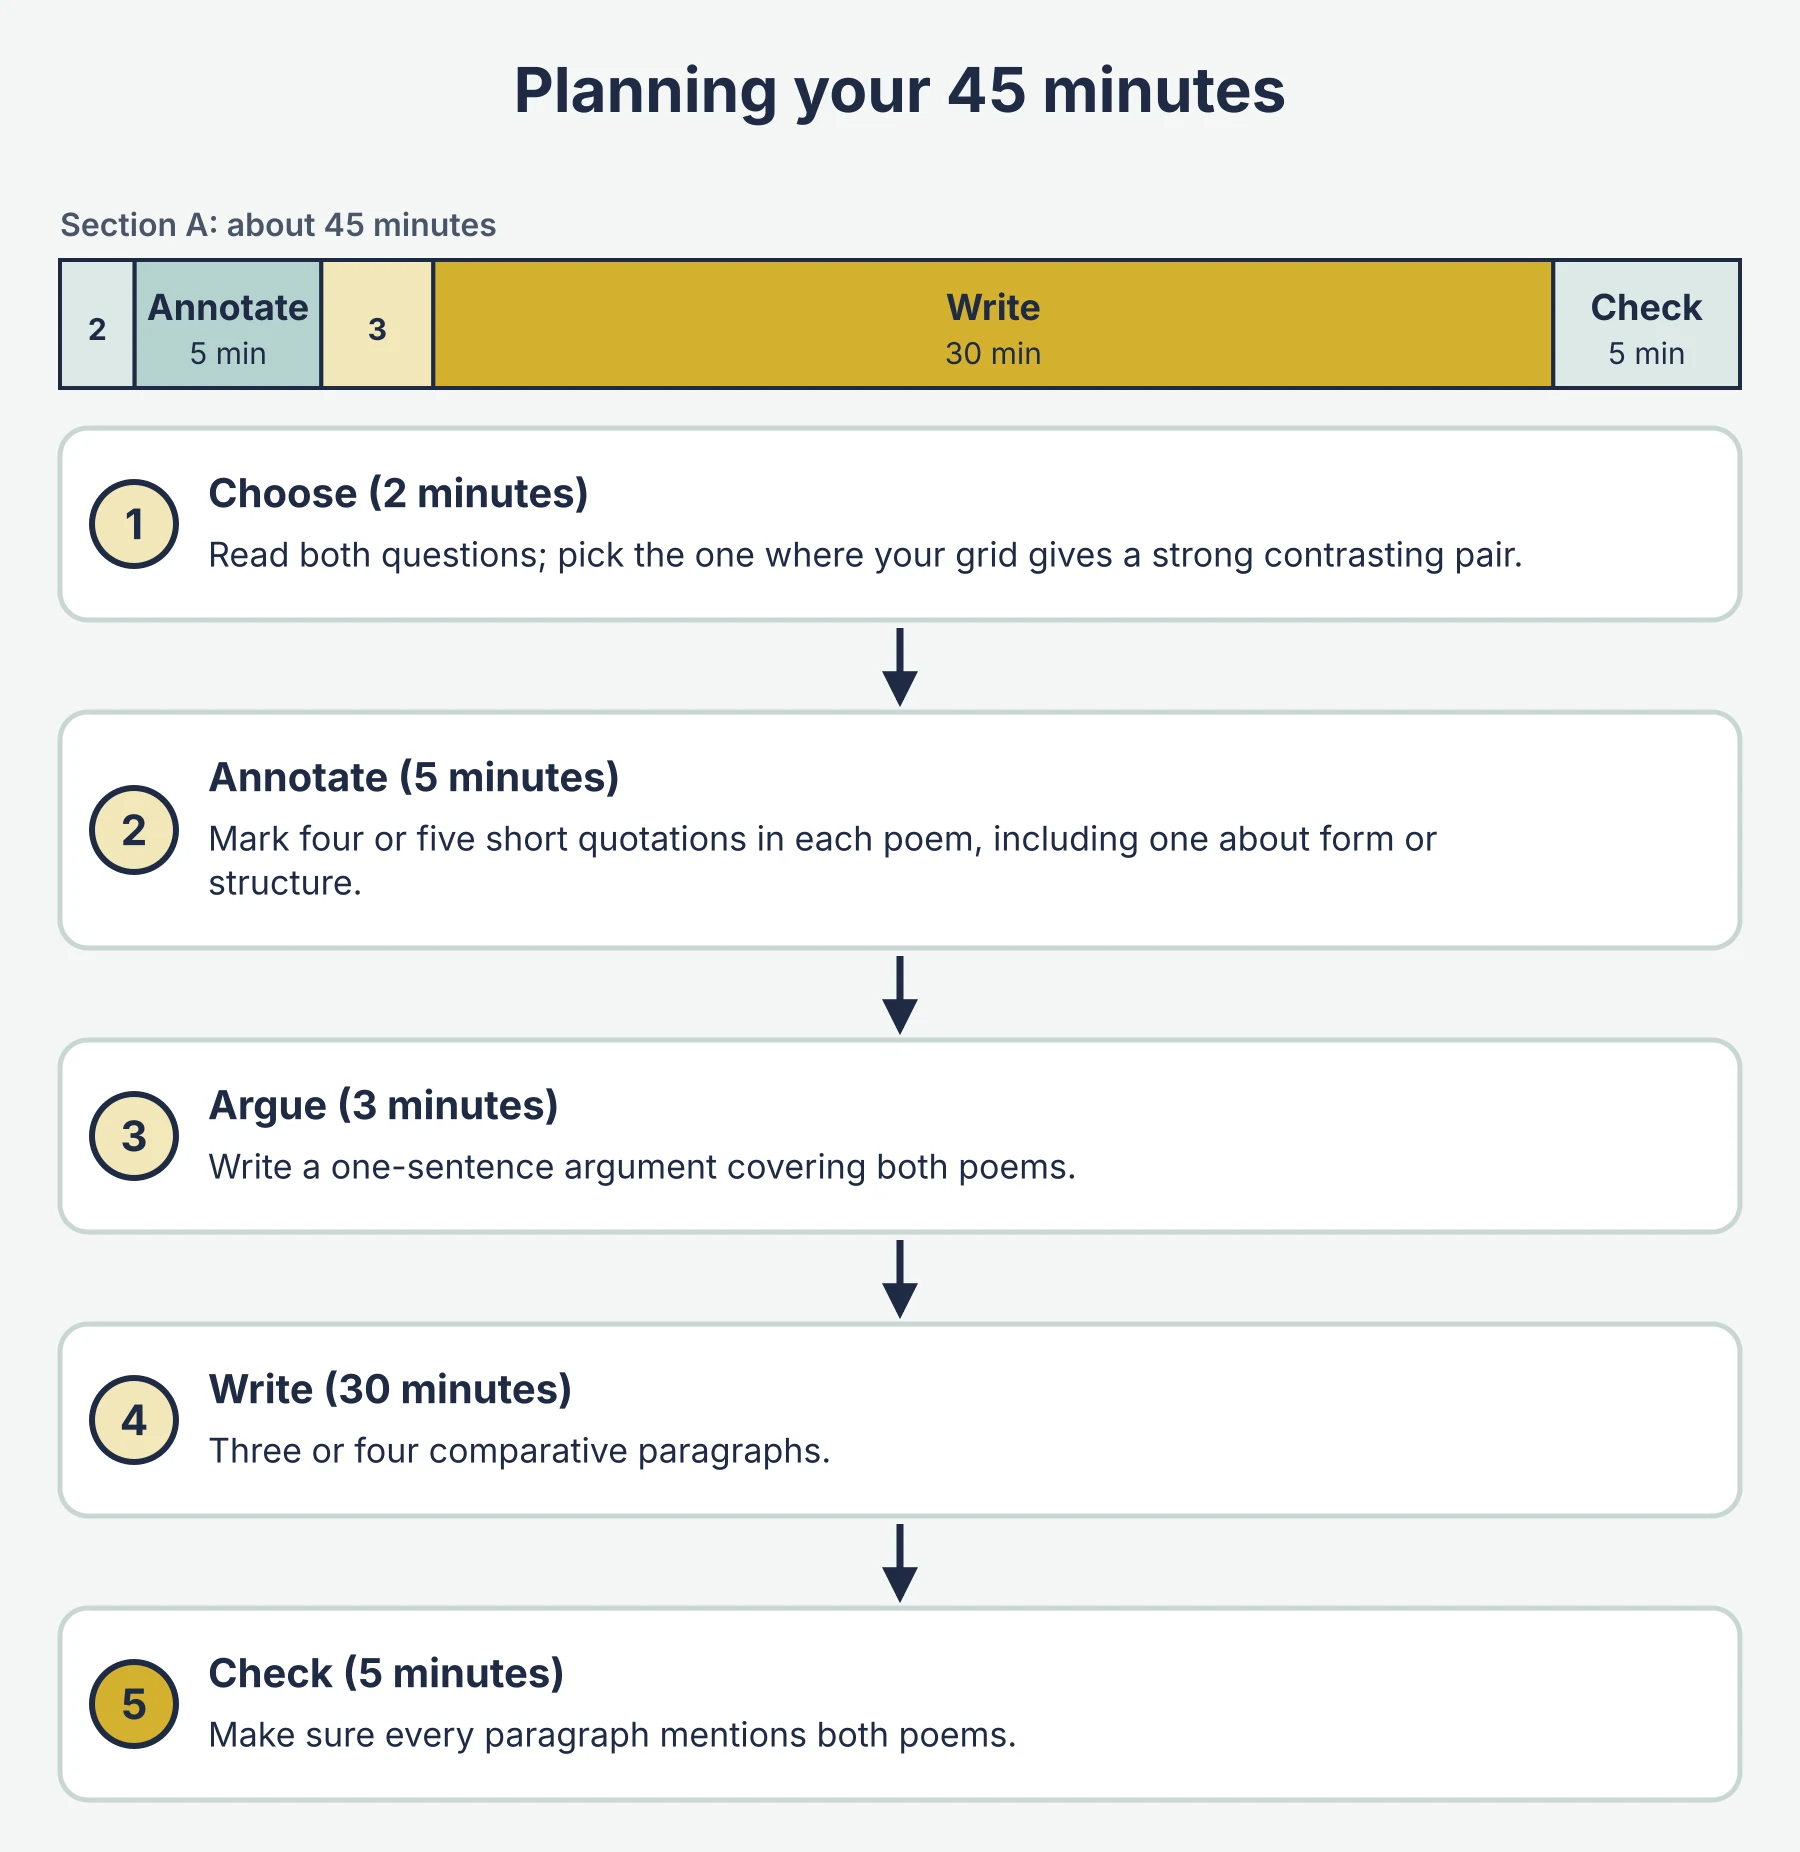 Planning your 45 minutes
Section A: about 45 minutes
2
Annotate
5 min
3
Write
30 min
Check
5 min
1
Choose (2 minutes)
Read both questions; pick the one where your grid gives a strong contrasting pair.
2
Annotate (5 minutes)
Mark four or five short quotations in each poem, including one about form or
structure.
3
Argue (3 minutes)
Write a one-sentence argument covering both poems.
4
Write (30 minutes)
Three or four comparative paragraphs.
5
Check (5 minutes)
Make sure every paragraph mentions both poems.